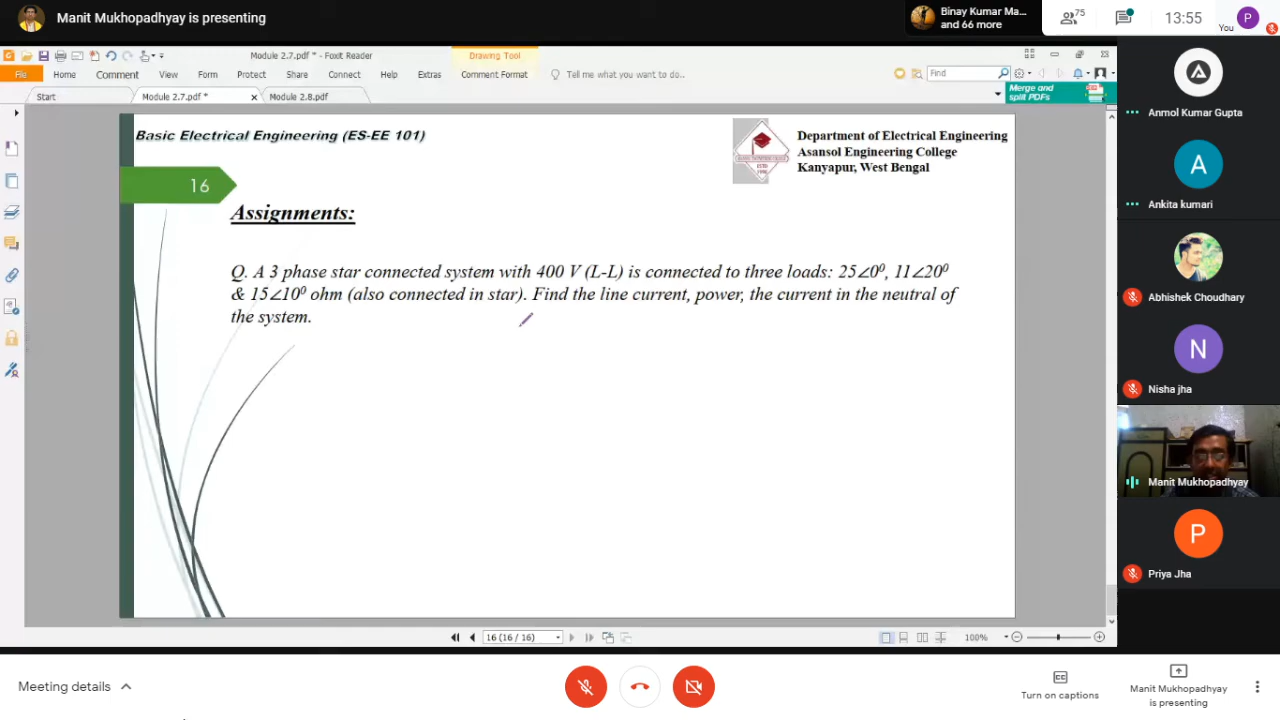 Manit Mukhopadhyay is presenting
Binay Kumar Ma...
and 66 more
75
13:55
You
P
Module 2.7.pdf * - Foxit Reader
Drawing Tool
File Home Comment View Form Protect Share Connect Help Extras Comment Format Tell me what you want to do...
Find
Start
Module 2.7.pdf *
Module 2.8.pdf
Merge and
split PDFs
Basic Electrical Engineering (ES-EE 101)
Department of Electrical Engineering
Asansol Engineering College
Kanyapur, West Bengal
16
Assignments:
Q. A 3 phase star connected system with 400 V (L-L) is connected to three loads: 25∠0⁰, 11∠20⁰
& 15∠10⁰ ohm (also connected in star). Find the line current, power, the current in the neutral of
the system.
16 (16 / 16)
100%
Anmol Kumar Gupta
A
Ankita kumari
Abhishek Choudhary
N
Nisha jha
Manit Mukhopadhyay
P
Priya Jha
Meeting details
CC
Turn on captions
Manit Mukhopadhyay
is presenting